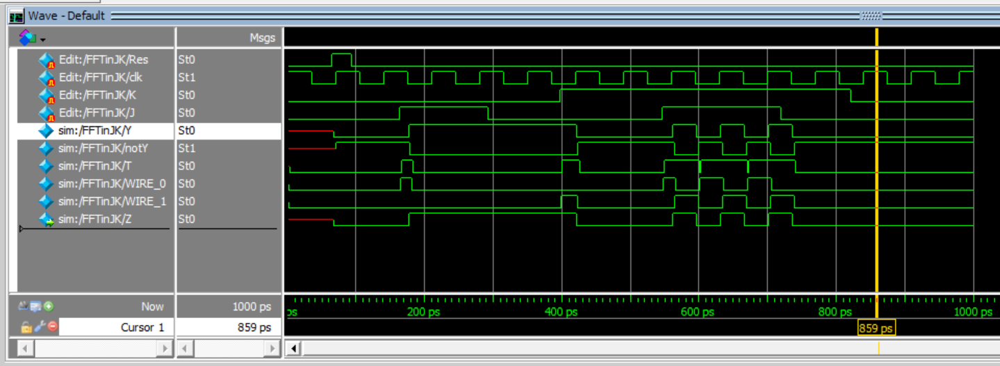 Wave - Default
Msgs
Edit:/FFTinJK/Res St0
Edit:/FFTinJK/clk St1
Edit:/FFTinJK/K St0
Edit:/FFTinJK/J St0
sim:/FFTinJK/Y St0
sim:/FFTinJK/notY St1
sim:/FFTinJK/T St0
sim:/FFTinJK/WIRE_0 St0
sim:/FFTinJK/WIRE_1 St0
sim:/FFTinJK/Z St0
Now 1000 ps ps 200 ps 400 ps 600 ps 800 ps 1000 ps
Cursor 1 859 ps 859 ps